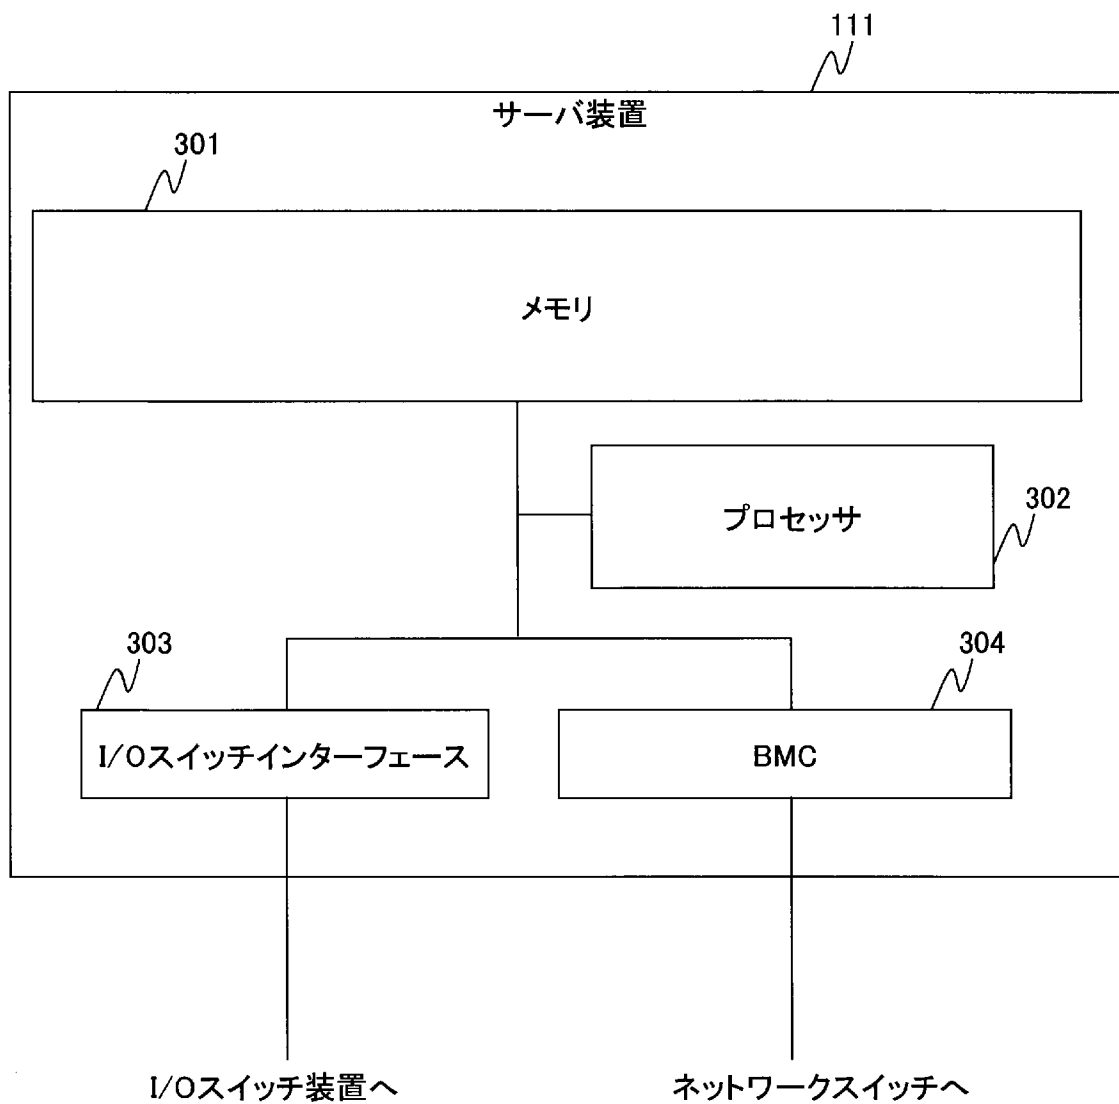 111
サーバ装置
301
メモリ
プロセッサ
302
303
304
I/Oスイッチインターフェース
BMC
I/Oスイッチ装置へ
ネットワークスイッチへ